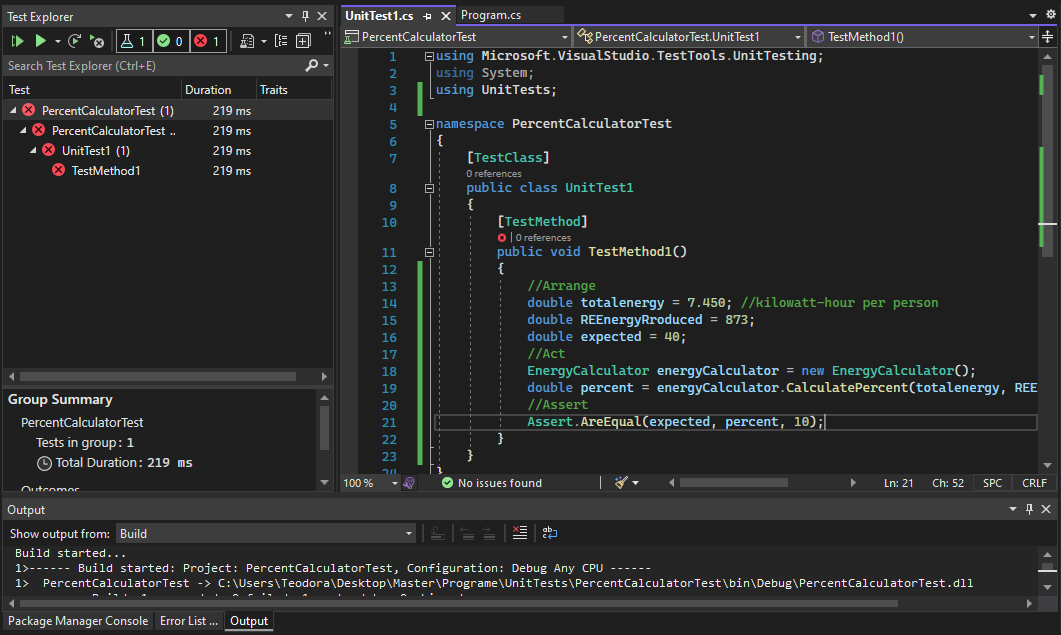 Test Explorer
1 0 1
Search Test Explorer (Ctrl+E)
Test Duration Traits
PercentCalculatorTest (1) 219 ms
PercentCalculatorTest .. 219 ms
UnitTest1 (1) 219 ms
TestMethod1 219 ms
Group Summary
PercentCalculatorTest
Tests in group: 1
Total Duration: 219 ms
Outcomes
UnitTest1.cs Program.cs
PercentCalculatorTest PercentCalculatorTest.UnitTest1 TestMethod1()
1 using Microsoft.VisualStudio.TestTools.UnitTesting;
2 using System;
3 using UnitTests;
4
5 namespace PercentCalculatorTest
6 {
7 [TestClass]
0 references
8 public class UnitTest1
9 {
10 [TestMethod]
| 0 references
11 public void TestMethod1()
12 {
13 //Arrange
14 double totalenergy = 7.450; //kilowatt-hour per person
15 double REEnergyRroduced = 873;
16 double expected = 40;
17 //Act
18 EnergyCalculator energyCalculator = new EnergyCalculator();
19 double percent = energyCalculator.CalculatePercent(totalenergy, REE
20 //Assert
21 Assert.AreEqual(expected, percent, 10);
22 }
23 }
24 }
100 % No issues found Ln: 21 Ch: 52 SPC CRLF
Output
Show output from: Build
Build started...
1>------ Build started: Project: PercentCalculatorTest, Configuration: Debug Any CPU ------
1> PercentCalculatorTest -> C:\Users\Teodora\Desktop\Master\Programe\UnitTests\PercentCalculatorTest\bin\Debug\PercentCalculatorTest.dll
Package Manager Console Error List ... Output